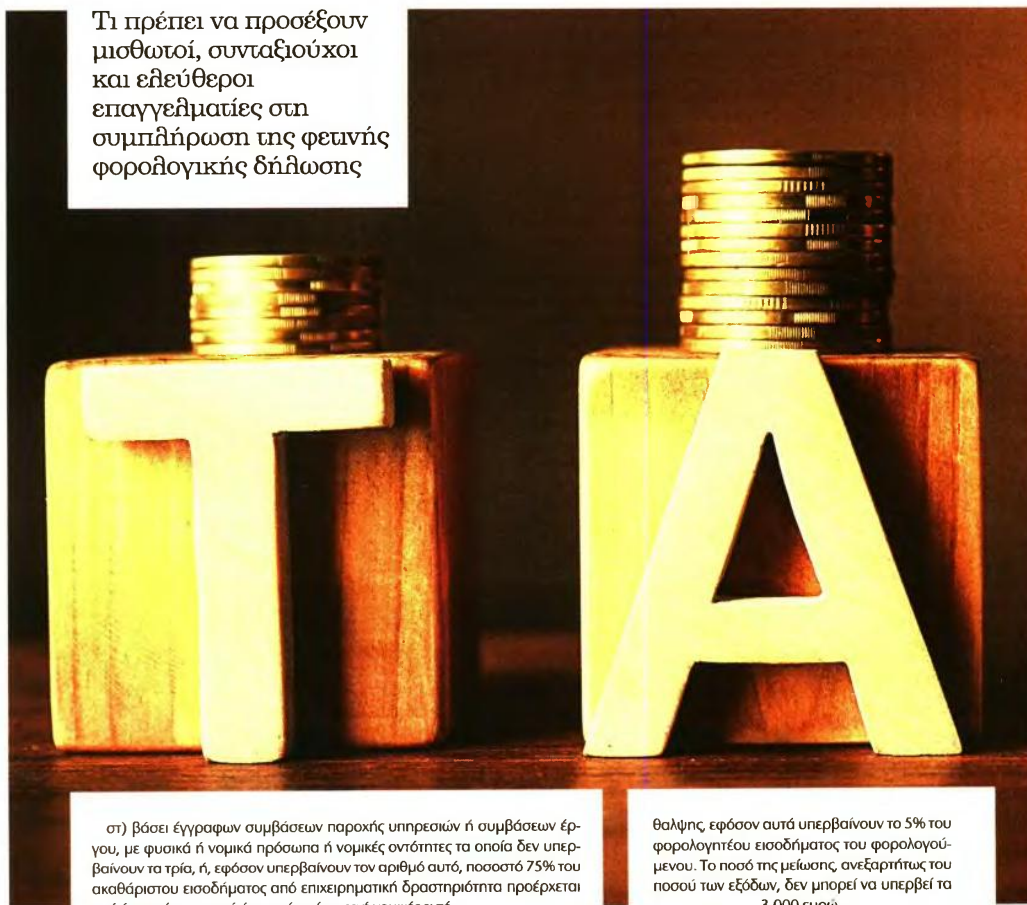 Τι πρέπει να προσέξουν
μισθωτοί, συνταξιούχοι
και ελεύθεροι
επαγγελματίες στη
συμπλήρωση της φετινής
φορολογικής δήλωσης
T A
στ) βάσει έγγραφων συμβάσεων παροχής υπηρεσιών ή συμβάσεων έρ-
γου, με φυσικά ή νομικά πρόσωπα ή νομικές οντότητες τα οποία δεν υπερ-
βαίνουν τα τρία, ή, εφόσον υπερβαίνουν τον αριθμό αυτό, ποσοστό 75% του
ακαθάριστου εισοδήματος από επιχειρηματική δραστηριότητα προέρχεται
θαλψης, εφόσον αυτά υπερβαίνουν το 5% του
φορολογητέου εισοδήματος του φορολογού-
μενου. Το ποσό της μείωσης, ανεξαρτήτως του
ποσού των εξόδων, δεν μπορεί να υπερβεί τα
3.000 ευρώ